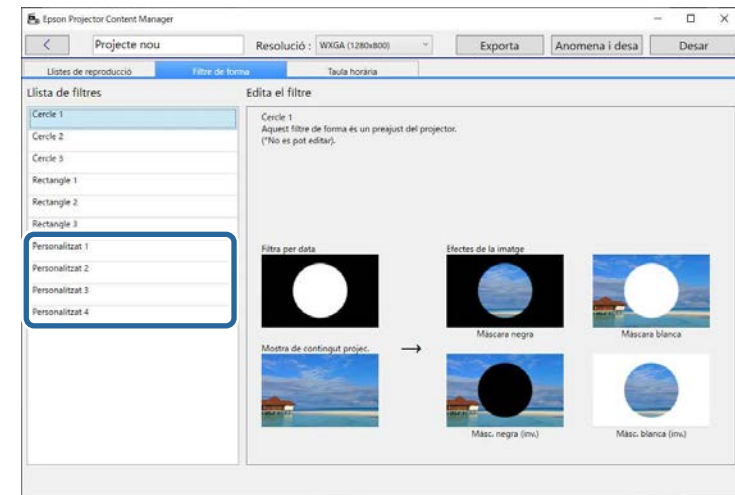 Epson Projector Content Manager
Projecte nou
Resolució :
WXGA (1280x800)
Exporta
Anomena i desa
Desar
Llistes de reproducció
Filtre de forma
Taula horària
Llista de filtres
Edita el filtre
Cercle 1
Cercle 2
Cercle 3
Rectangle 1
Rectangle 2
Rectangle 3
Personalitzat 1
Personalitzat 2
Personalitzat 3
Personalitzat 4
Cercle 1
Aquest filtre de forma és un preajust del projector.
(*No es pot editar).
Filtra per data
Efectes de la imatge
Màscara negra
Màscara blanca
Mostra de contingut projec.
Màsc. negra (inv.)
Màsc. blanca (inv.)